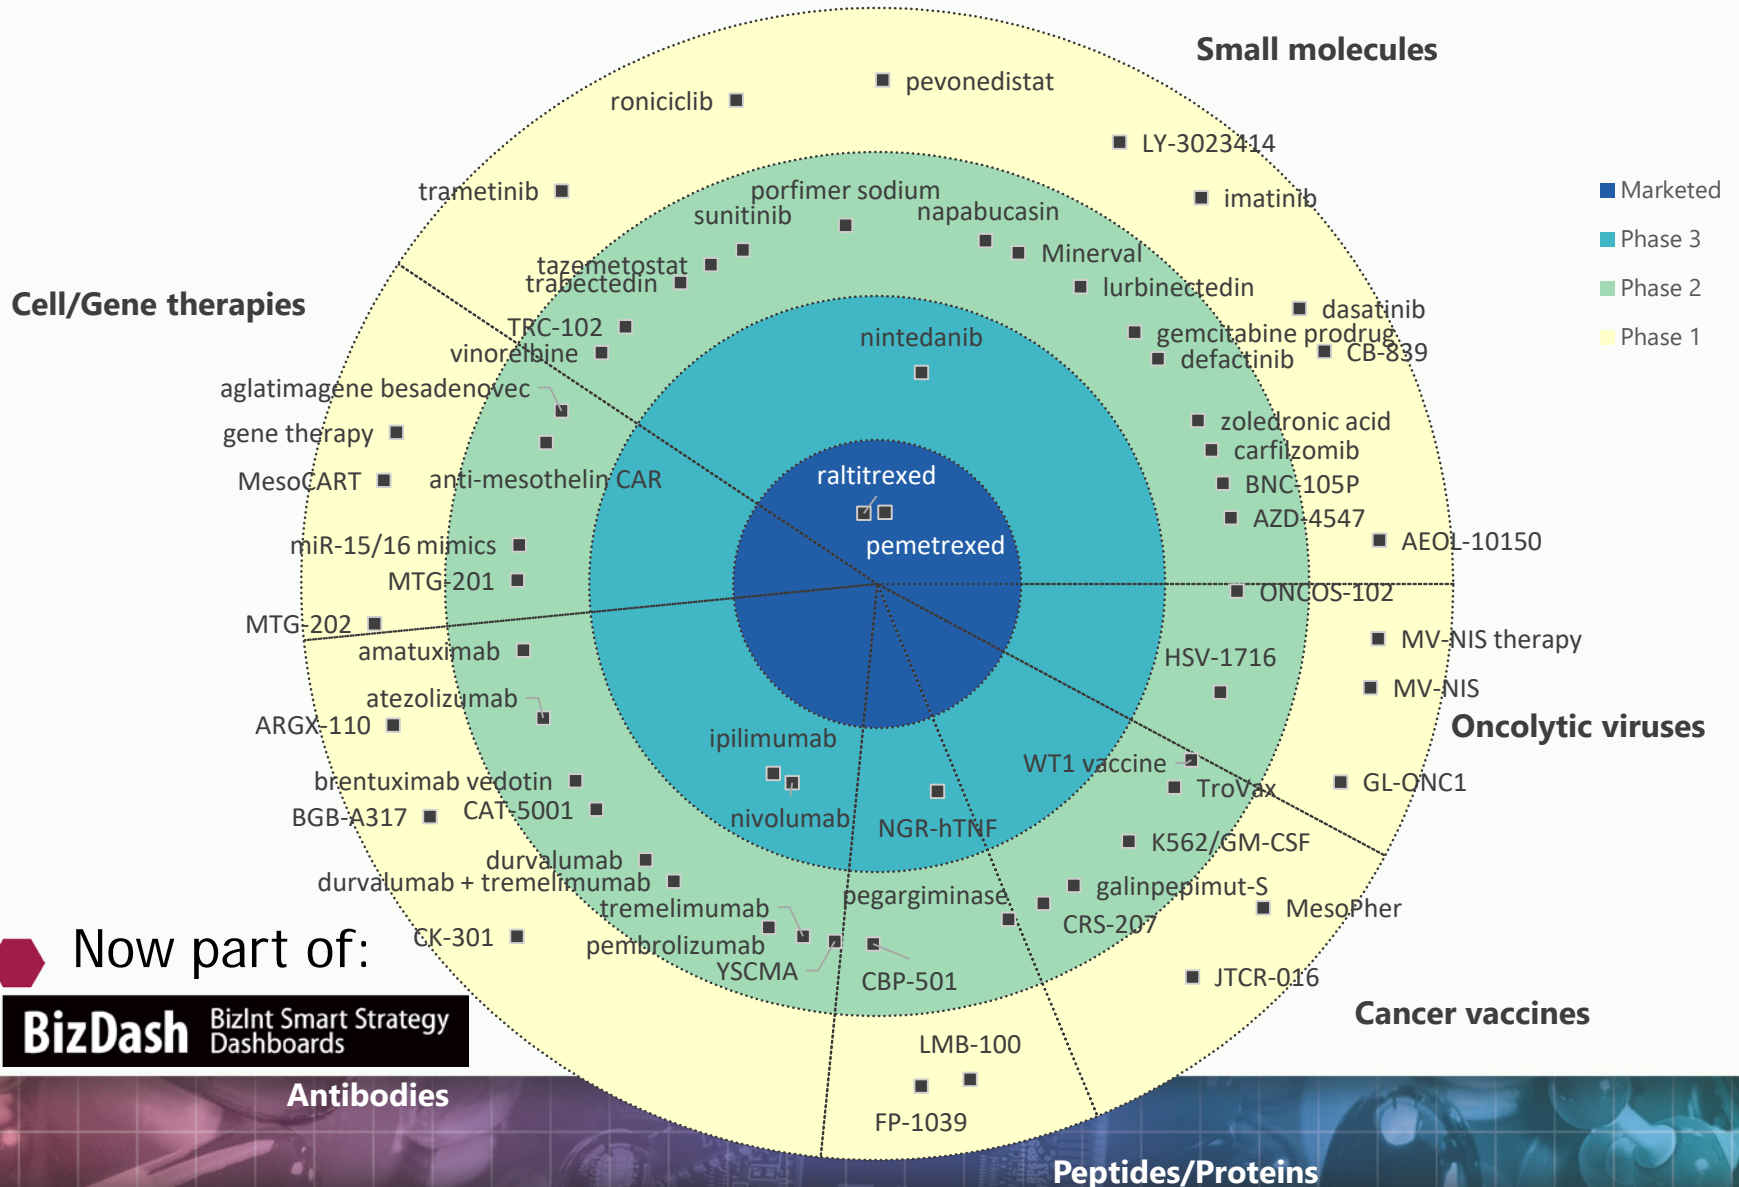 Small molecules
pevonedistat
roniciclib
LY-3023414
trametinib
imatinib
porfimer sodium
sunitinib
napabucasin
Minerval
tazemetostat
trabectedin
lurbinectedin
dasatinib
TRC-102
gemcitabine prodrug
vinorelbine
defactinib
CB-839
nintedanib
Marketed
Phase 3
Phase 2
Phase 1
Cell/Gene therapies
aglatimagene besadenovec
gene therapy
zoledronic acid
carfilzomib
MesoCART
anti-mesothelin CAR
raltitrexed
BNC-105P
AZD-4547
miR-15/16 mimics
pemetrexed
AEOL-10150
MTG-201
ONCOS-102
MTG-202
MV-NIS therapy
amatuximab
HSV-1716
MV-NIS
atezolizumab
Oncolytic viruses
ARGX-110
ipilimumab
WT1 vaccine
brentuximab vedotin
TroVax
GL-ONC1
BGB-A317
CAT-5001
nivolumab
NGR-hTNF
K562/GM-CSF
durvalumab
durvalumab + tremelimumab
pegargiminase
galinpepimut-S
tremelimumab
MesoPher
CRS-207
CK-301
pembrolizumab
YSCMA
CBP-501
JTCR-016
Cancer vaccines
Now part of:
BizDash
BizInt Smart Strategy
Dashboards
LMB-100
Antibodies
FP-1039
Peptides/Proteins